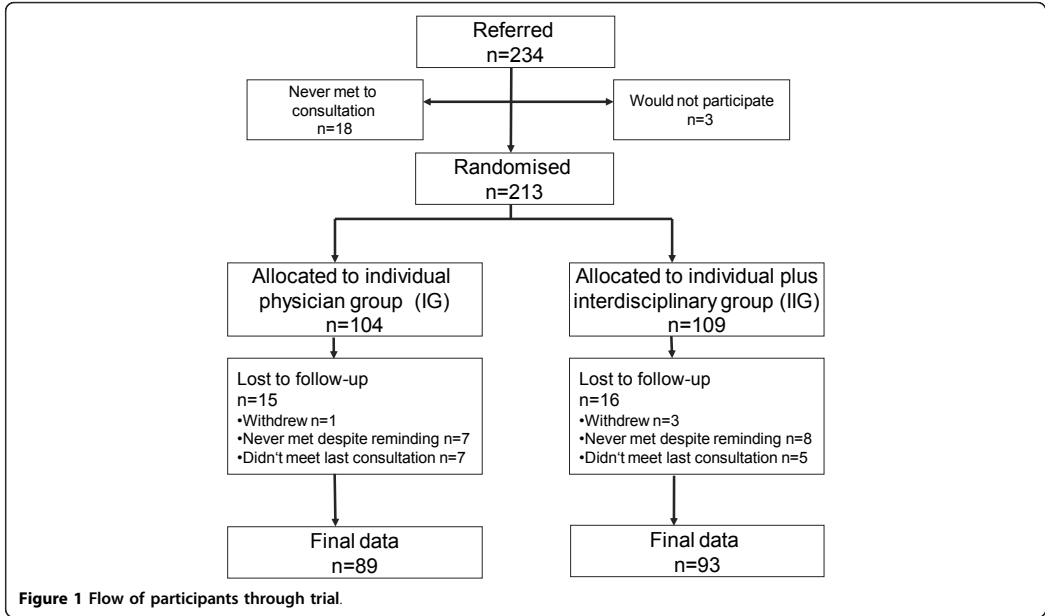 Referred
n=234
Never met to
consultation
n=18
Would not participate
n=3
Randomised
n=213
Allocated to individual
physician group (IG)
n=104
Allocated to individual plus
interdisciplinary group (IIG)
n=109
Lost to follow-up
n=15
•Withdrew n=1
•Never met despite reminding n=7
•Didn't meet last consultation n=7
Lost to follow-up
n=16
•Withdrew n=3
•Never met despite reminding n=8
•Didn't meet last consultation n=5
Final data
n=89
Final data
n=93
Figure 1 Flow of participants through trial.